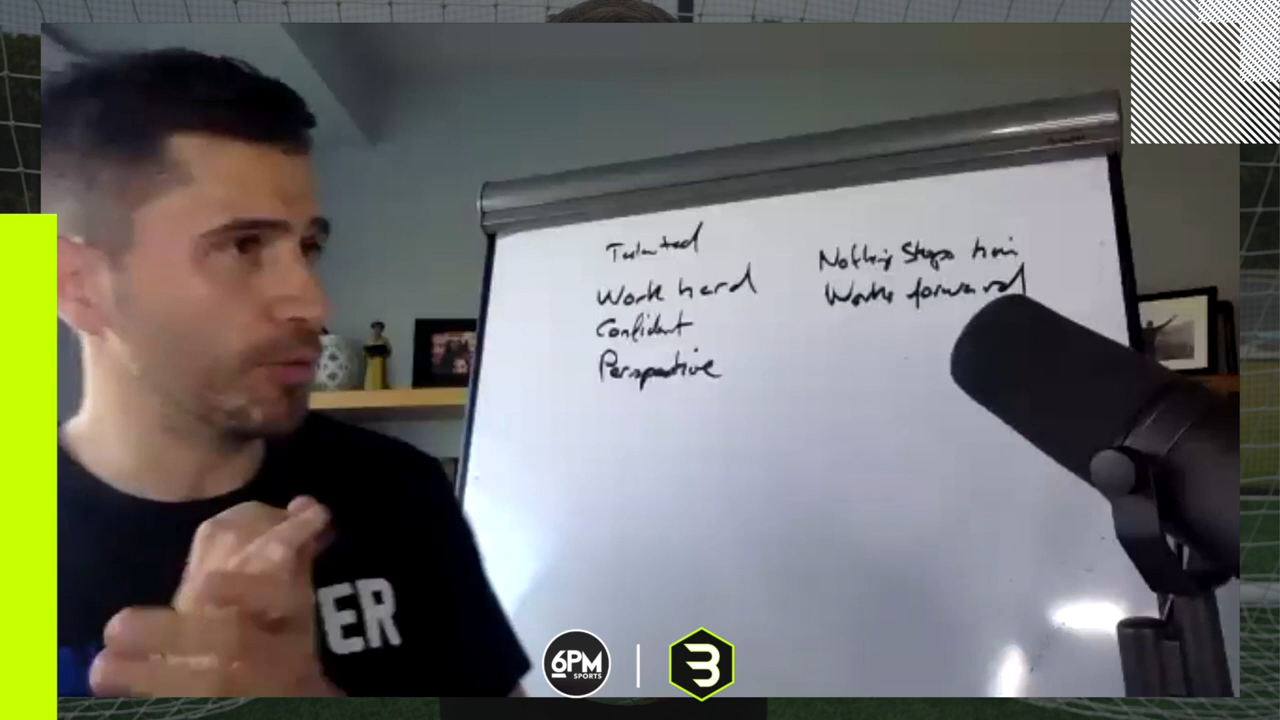 Talented
Work hard
Confident
Perspective
Nothing Stops him
Works forward
ER
6PM
SPORTS
B